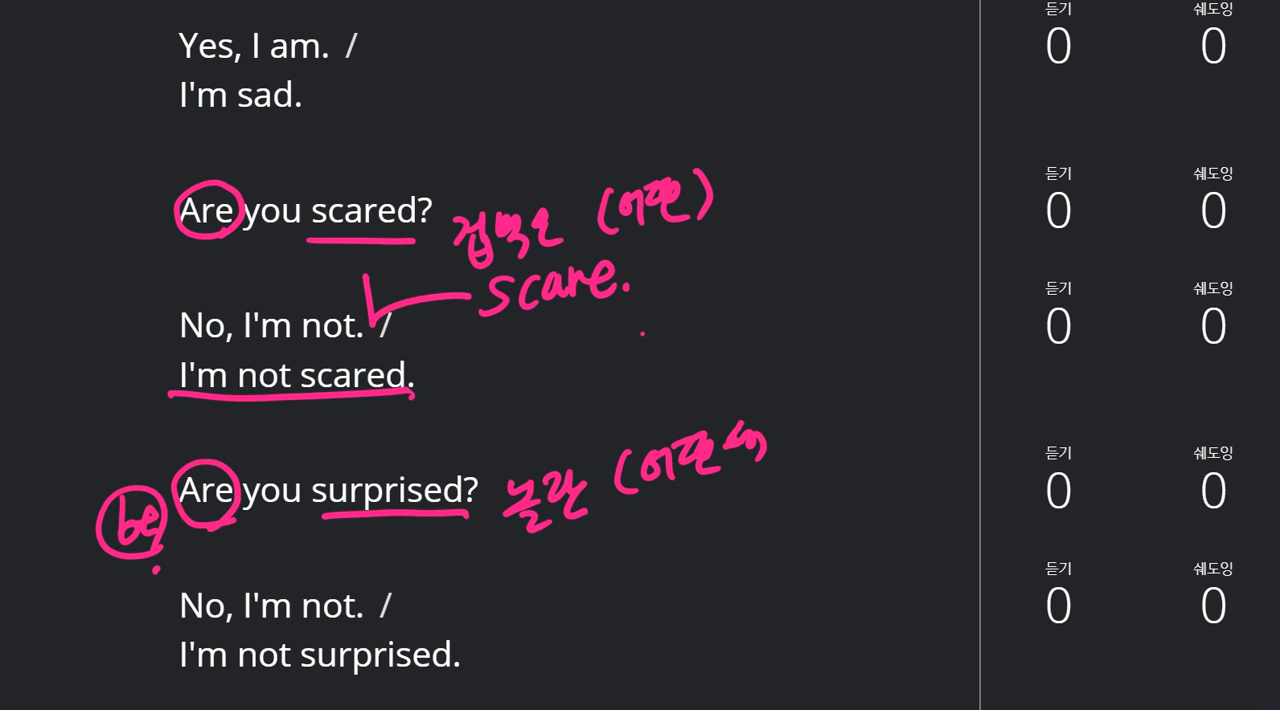 듣기 쉐도잉
Yes, I am. / 0 0
I'm sad.
듣기 쉐도잉
Are you scared? 겁먹은 (어떤) 0 0
scare.
듣기 쉐도잉
No, I'm not. / 0 0
I'm not scared.
듣기 쉐도잉
be Are you surprised? 놀란 (어떤 0 0
듣기 쉐도잉
No, I'm not. / 0 0
I'm not surprised.